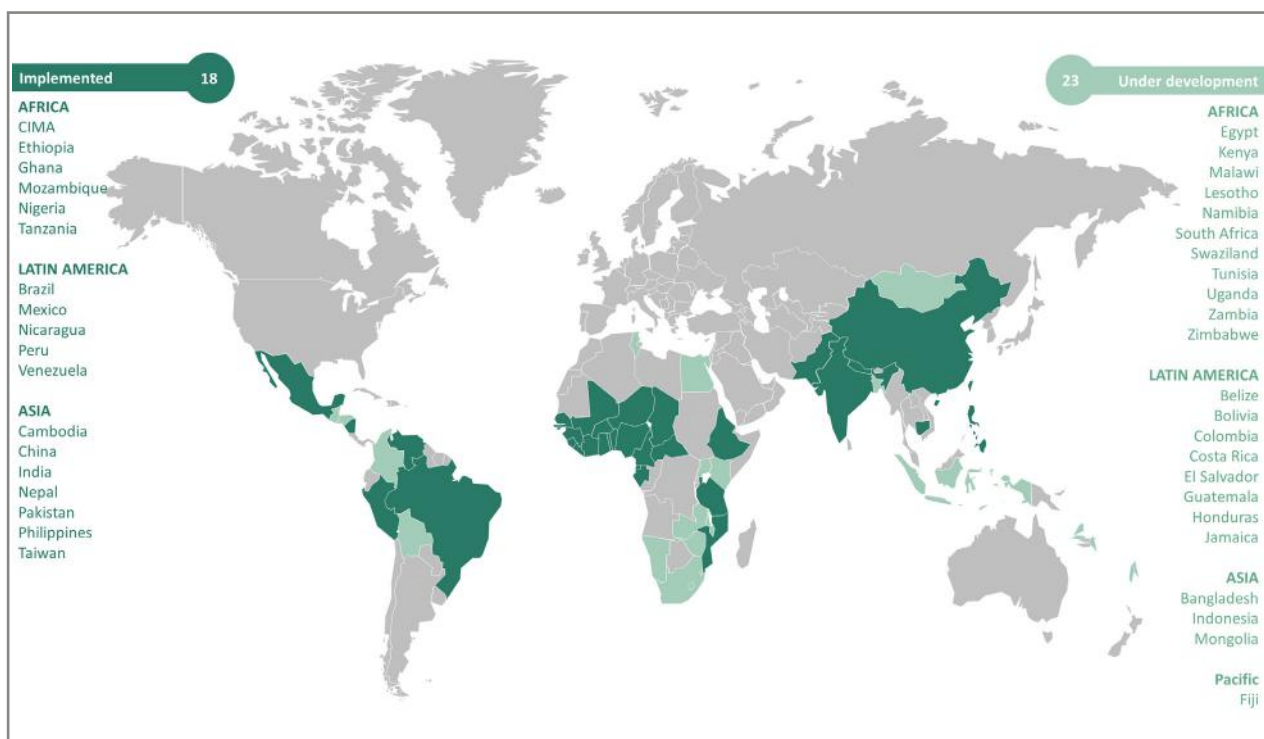 Implemented 18
AFRICA
CIMA
Ethiopia
Ghana
Mozambique
Nigeria
Tanzania
LATIN AMERICA
Brazil
Mexico
Nicaragua
Peru
Venezuela
ASIA
Cambodia
China
India
Nepal
Pakistan
Philippines
Taiwan
23 Under development
AFRICA
Egypt
Kenya
Malawi
Lesotho
Namibia
South Africa
Swaziland
Tunisia
Uganda
Zambia
Zimbabwe
LATIN AMERICA
Belize
Bolivia
Colombia
Costa Rica
El Salvador
Guatemala
Honduras
Jamaica
ASIA
Bangladesh
Indonesia
Mongolia
Pacific
Fiji